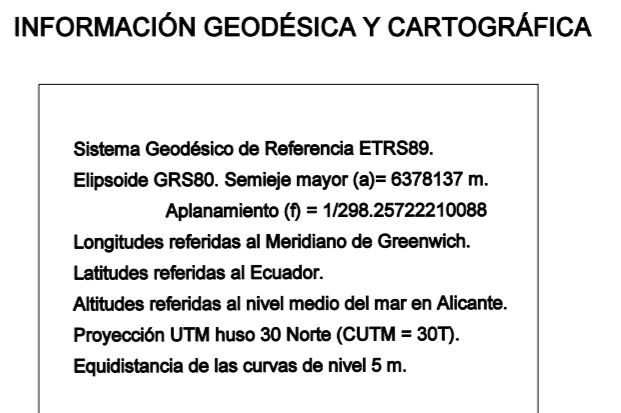 INFORMACIÓN GEODÉSICA Y CARTOGRÁFICA
Sistema Geodésico de Referencia ETRS89.
Elipsoide GRS80. Semieje mayor (a)= 6378137 m.
Aplanamiento (f) = 1/298.25722210088
Longitudes referidas al Meridiano de Greenwich.
Latitudes referidas al Ecuador.
Altitudes referidas al nivel medio del mar en Alicante.
Proyección UTM huso 30 Norte (CUTM = 30T).
Equidistancia de las curvas de nivel 5 m.